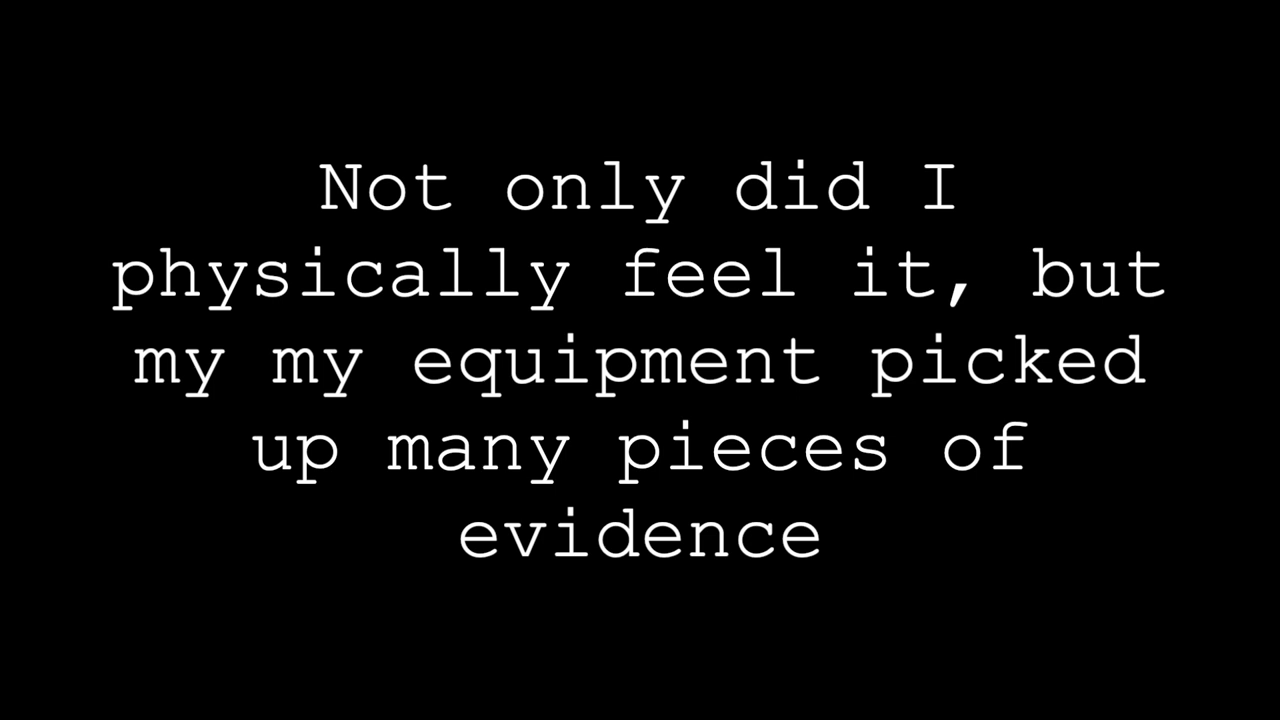 Not only did I
physically feel it, but
my my equipment picked
up many pieces of
evidence